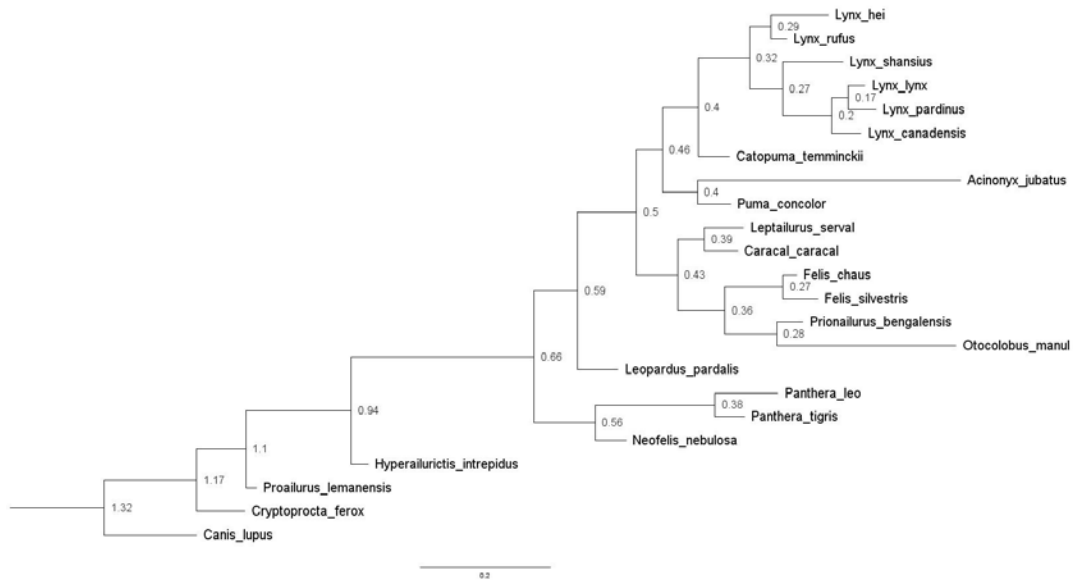 Lynx_hei
0.29
Lynx_rufus
0.32
Lynx_shansius
0.27
Lynx_lynx
0.17
0.2
Lynx_pardinus
0.4
Lynx_canadensis
0.46
Catopuma_temminckii
Acinonyx_jubatus
0.4
Puma_concolor
0.5
Leptailurus_serval
0.39
Caracal_caracal
0.43
Felis_chaus
0.27
Felis_silvestris
0.59
0.36
Prionailurus_bengalensis
0.28
Otocolobus_manul
0.66
Leopardus_pardalis
Panthera_leo
0.38
Panthera_tigris
0.94
0.56
Neofelis_nebulosa
1.1
Hyperailurictis_intrepidus
1.17
Proailurus_lemanensis
1.32
Cryptoprocta_ferox
Canis_lupus
0.2